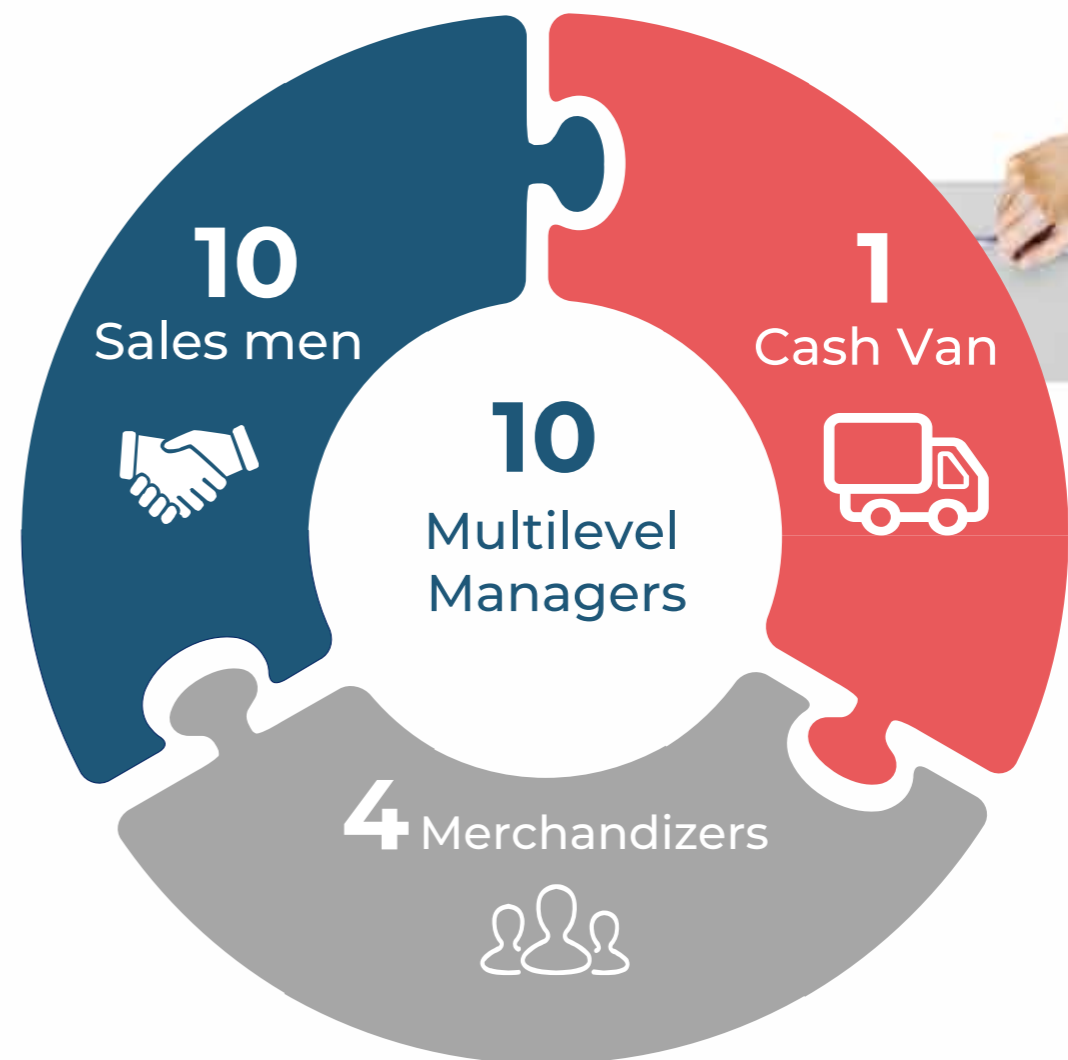 10
Sales men
1
Cash Van
10
Multilevel
Managers
4 Merchandizers